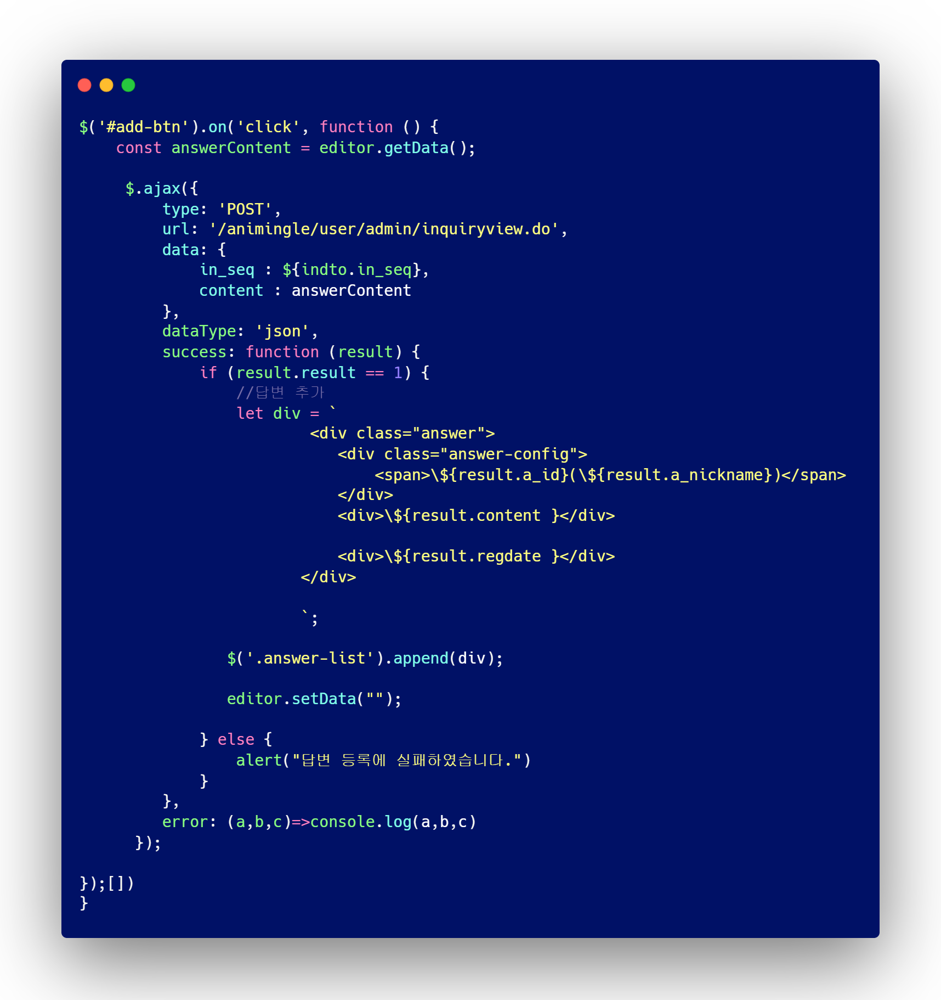 $('#add-btn').on('click', function () {
    const answerContent = editor.getData();
     $.ajax({
         type: 'POST',
         url: '/animingle/user/admin/inquiryview.do',
         data: {
             in_seq : ${indto.in_seq},
             content : answerContent
         },
         dataType: 'json',
         success: function (result) {
             if (result.result == 1) {
                 //답변 추가
                 let div = `
                         <div class="answer">
                            <div class="answer-config">
                                <span>\${result.a_id}(\${result.a_nickname})</span>
                            </div>
                            <div>\${result.content }</div>
                            <div>\${result.regdate }</div>
                        </div>
                        `;
                $('.answer-list').append(div);
                editor.setData("");
             } else {
                 alert("답변 등록에 실패하였습니다.")
             }
         },
         error: (a,b,c)=>console.log(a,b,c)
      });
});[])
}